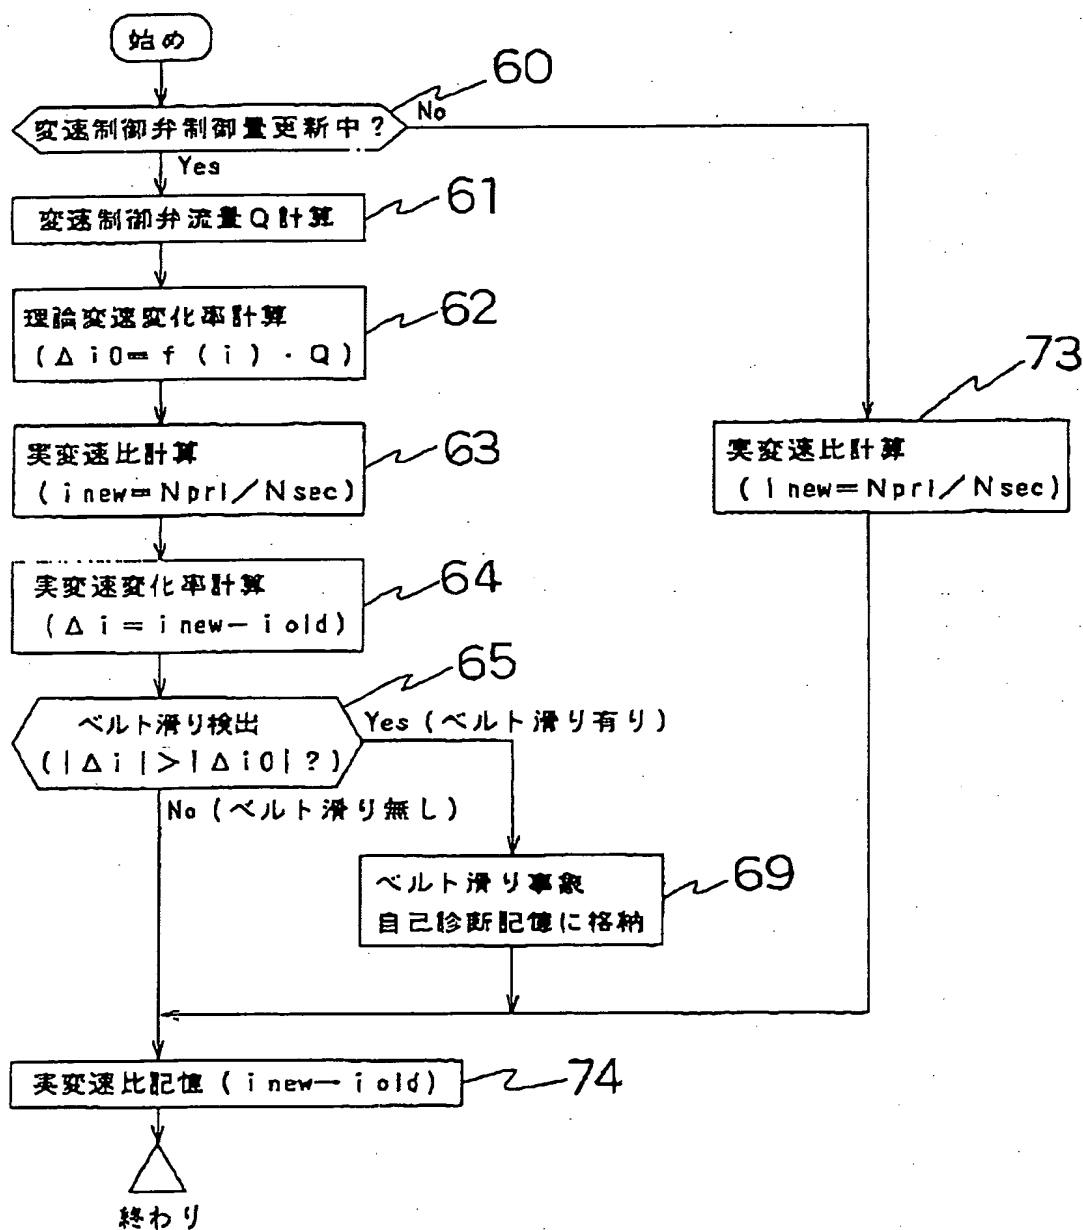 始め
60
変速制御弁制御量更新中?
No
Yes
変速制御弁流量Q計算
61
理論変速変化率計算
(Δi0=f(i)・Q)
62
実変速比計算
(inew=Npri/Nsec)
63
実変速比計算
(inew=Npri/Nsec)
73
実変速変化率計算
(Δi=inew-iold)
64
ベルト滑り検出
(|Δi|>|Δi0|?)
65
Yes(ベルト滑り有り)
No(ベルト滑り無し)
ベルト滑り事象
自己診断記憶に格納
69
実変速比記憶(inew→iold)
74
終わり